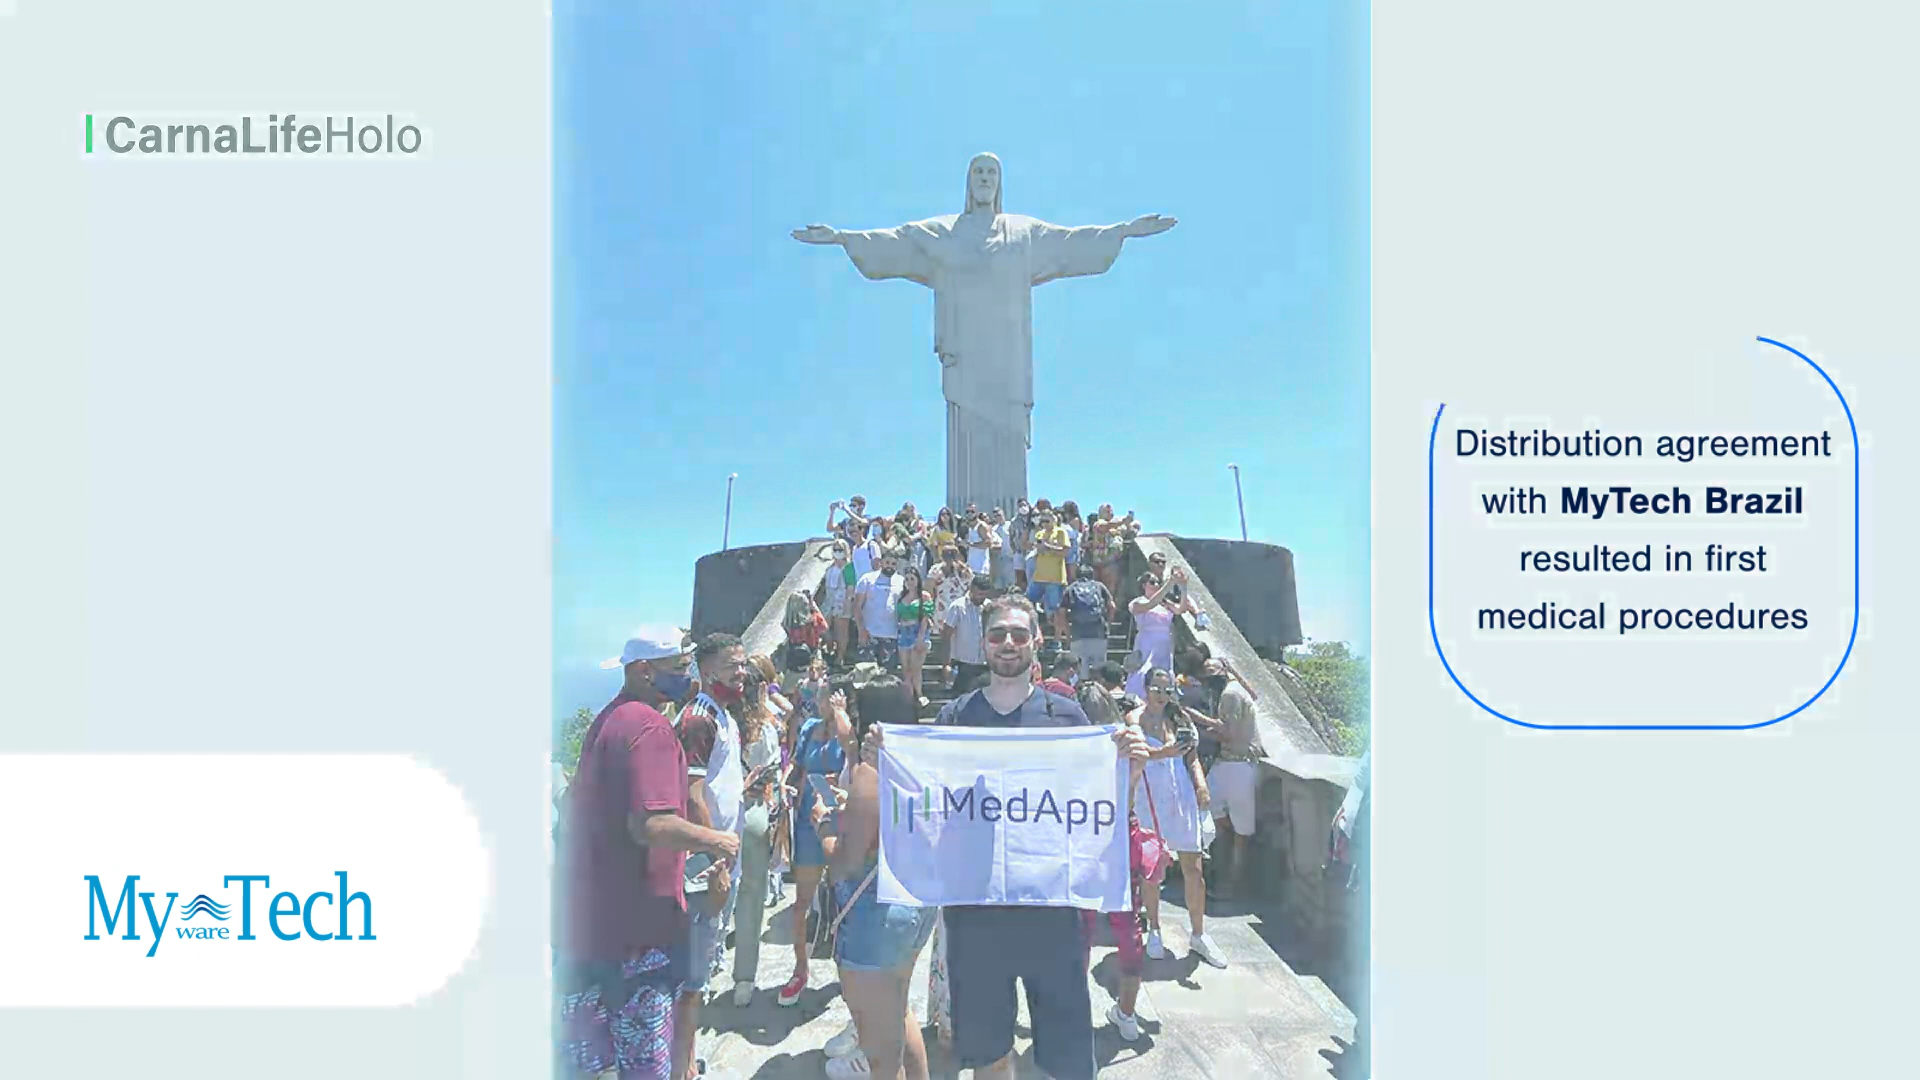 CarnaLifeHolo
Distribution agreement
with MyTech Brazil
resulted in first
medical procedures
MedApp
My ware Tech